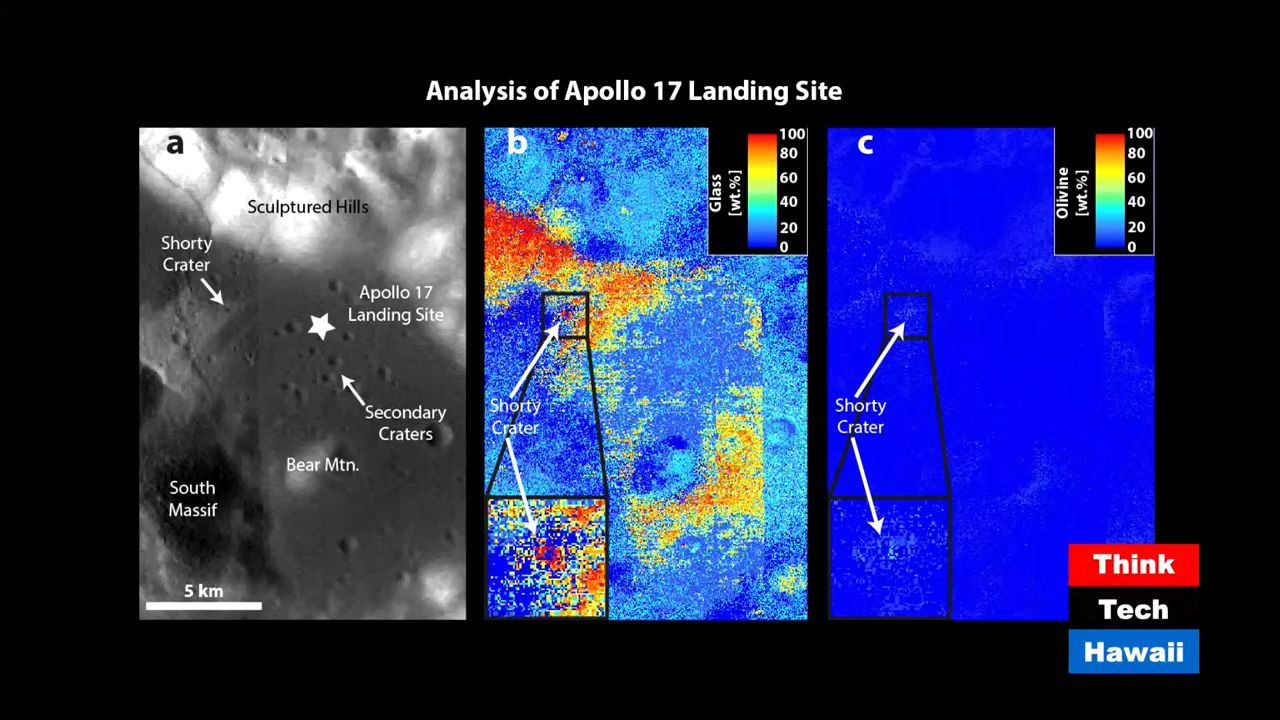 Analysis of Apollo 17 Landing Site
a
Sculptured Hills
Shorty
Crater
Apollo 17
Landing Site
Secondary
Craters
Bear Mtn.
South
Massif
5 km
b
Glass
[wt.%]
100
80
60
40
20
0
Shorty
Crater
c
Olivine
[wt.%]
100
80
60
40
20
0
Shorty
Crater
Think
Tech
Hawaii